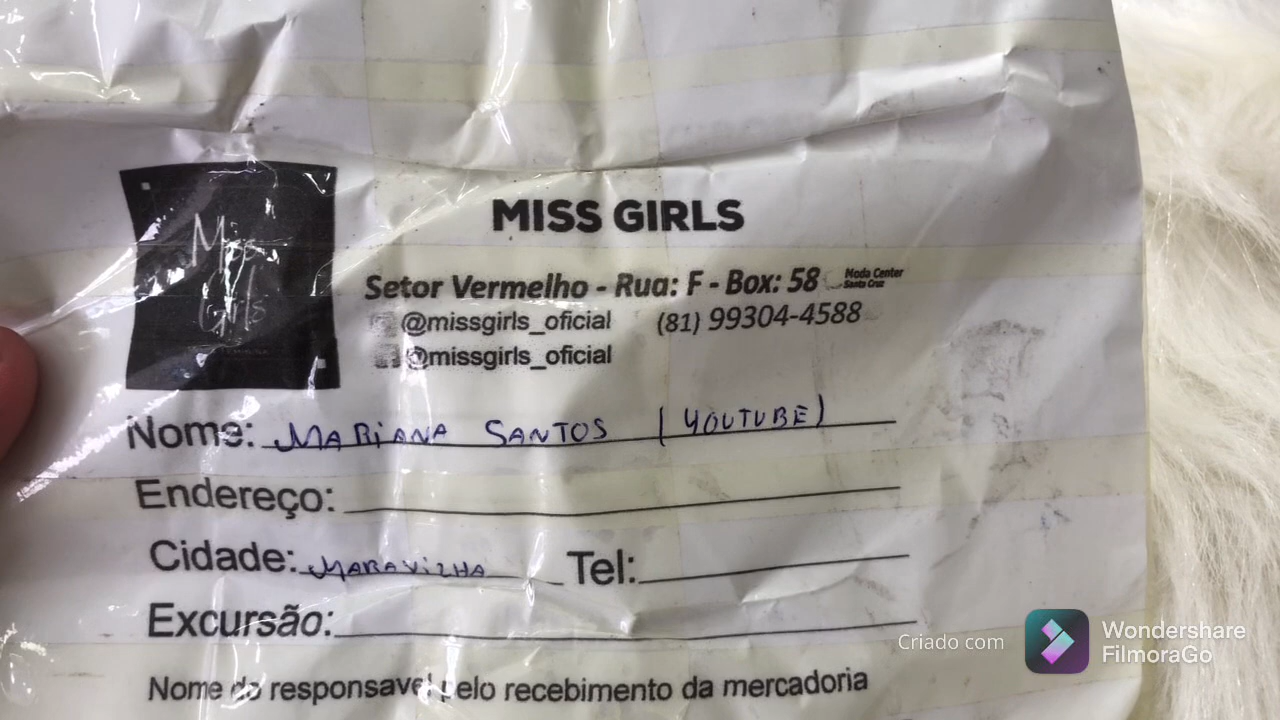 Miss
Girls
MISS GIRLS
Setor Vermelho - Rua: F - Box: 58
Moda Center
Santa Cruz
@missgirls_oficial (81) 99304-4588
@missgirls_oficial
Nome: MARIANA SANTOS (YOUTUBE)
Endereço:
Cidade: MARAVILHA Tel:
Excursão:
Nome do responsavel pelo recebimento da mercadoria
Criado com
Wondershare
FilmoraGo